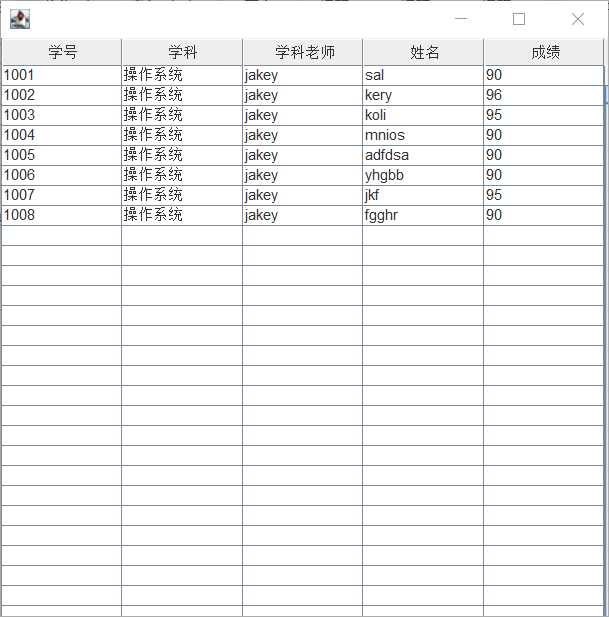 学号 学科 学科老师 姓名 成绩
1001 操作系统 jakey sal 90
1002 操作系统 jakey kery 96
1003 操作系统 jakey koli 95
1004 操作系统 jakey mnios 90
1005 操作系统 jakey adfdsa 90
1006 操作系统 jakey yhgbb 90
1007 操作系统 jakey jkf 95
1008 操作系统 jakey fgghr 90